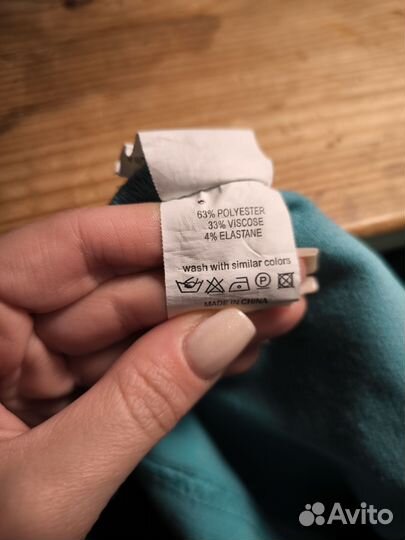 S
63% POLYESTER
33% VISCOSE
4% ELASTANE
wash with similar colors
P
MADE IN CHINA
Avito